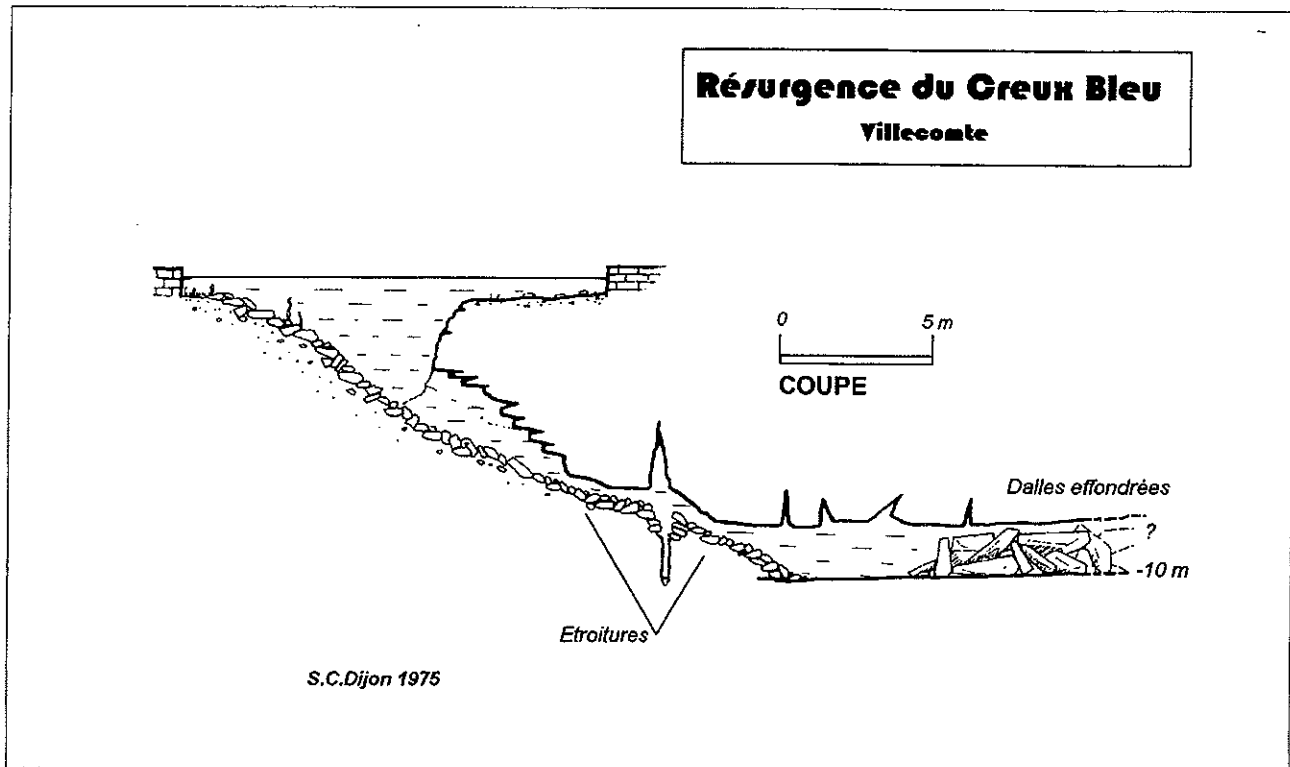 Résurgence du Creux Bleu
Villecomte
0 5 m
COUPE
Dalles effondrées
?
-10 m
Etroitures
S.C.Dijon 1975